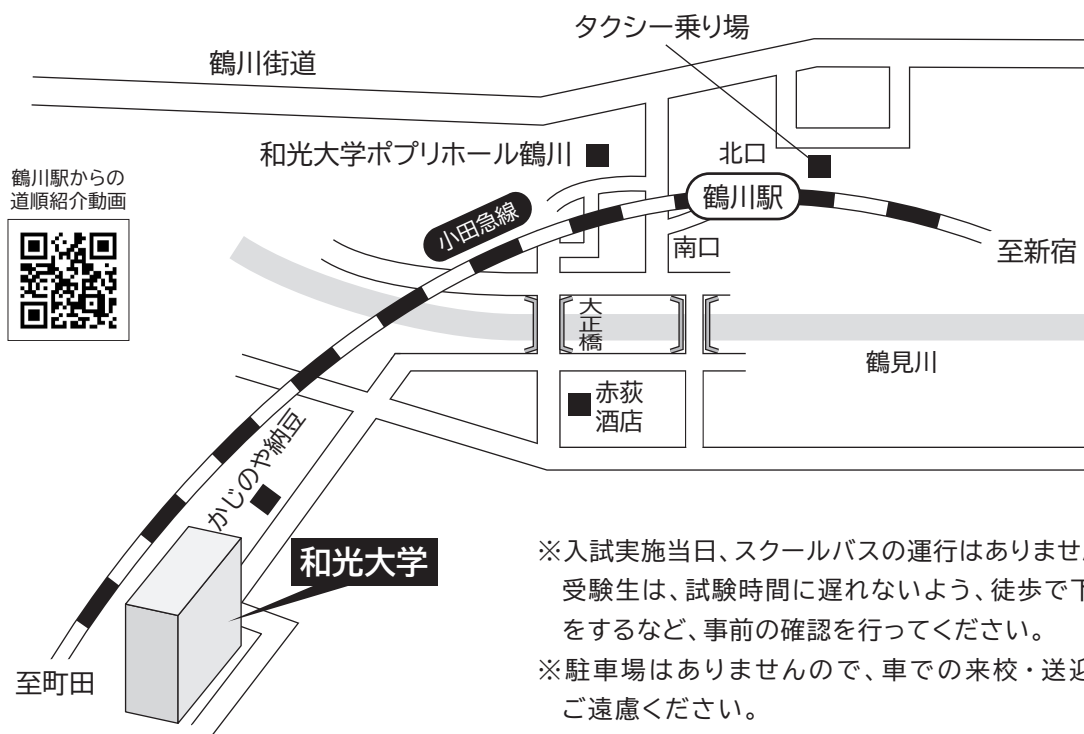 タクシー乗り場
鶴川街道
和光大学ポプリホール鶴川
北口
鶴川駅からの
道順紹介動画
鶴川駅
小田急線
南口
至新宿
大正橋
鶴見川
赤荻
酒店
かじのや納豆
和光大学
至町田
※入試実施当日、スクールバスの運行はありません
受験生は、試験時間に遅れないよう、徒歩で下
をするなど、事前の確認を行ってください。
※駐車場はありませんので、車での来校・送迎
ご遠慮ください。